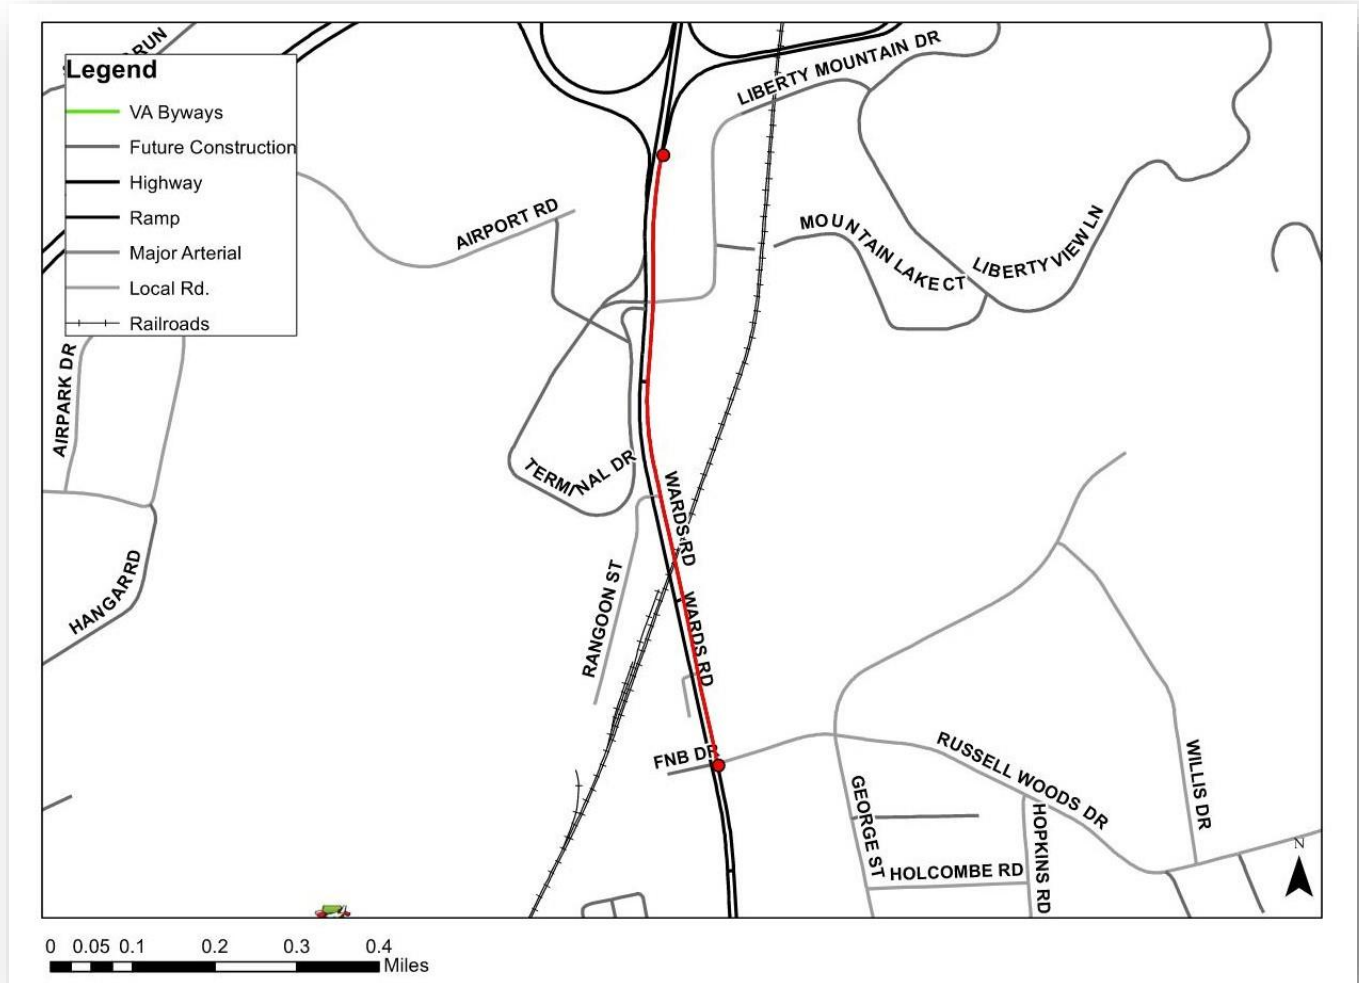 RUN
Legend
VA Byways
Future Construction
Highway
Ramp
Major Arterial
Local Rd.
Railroads
LIBERTY MOUNTAIN DR
AIRPORT RD
MOUNTAIN LAKE CT
LIBERTY VIEW LN
AIRPARK DR
TERMINAL DR
WARDS RD
HANGAR RD
RANGOON ST
WARDS RD
FNB DR
RUSSELL WOODS DR
WILLIS DR
GEORGE ST
HOPKINS RD
HOLCOMBE RD
N
0 0.05 0.1 0.2 0.3 0.4
Miles